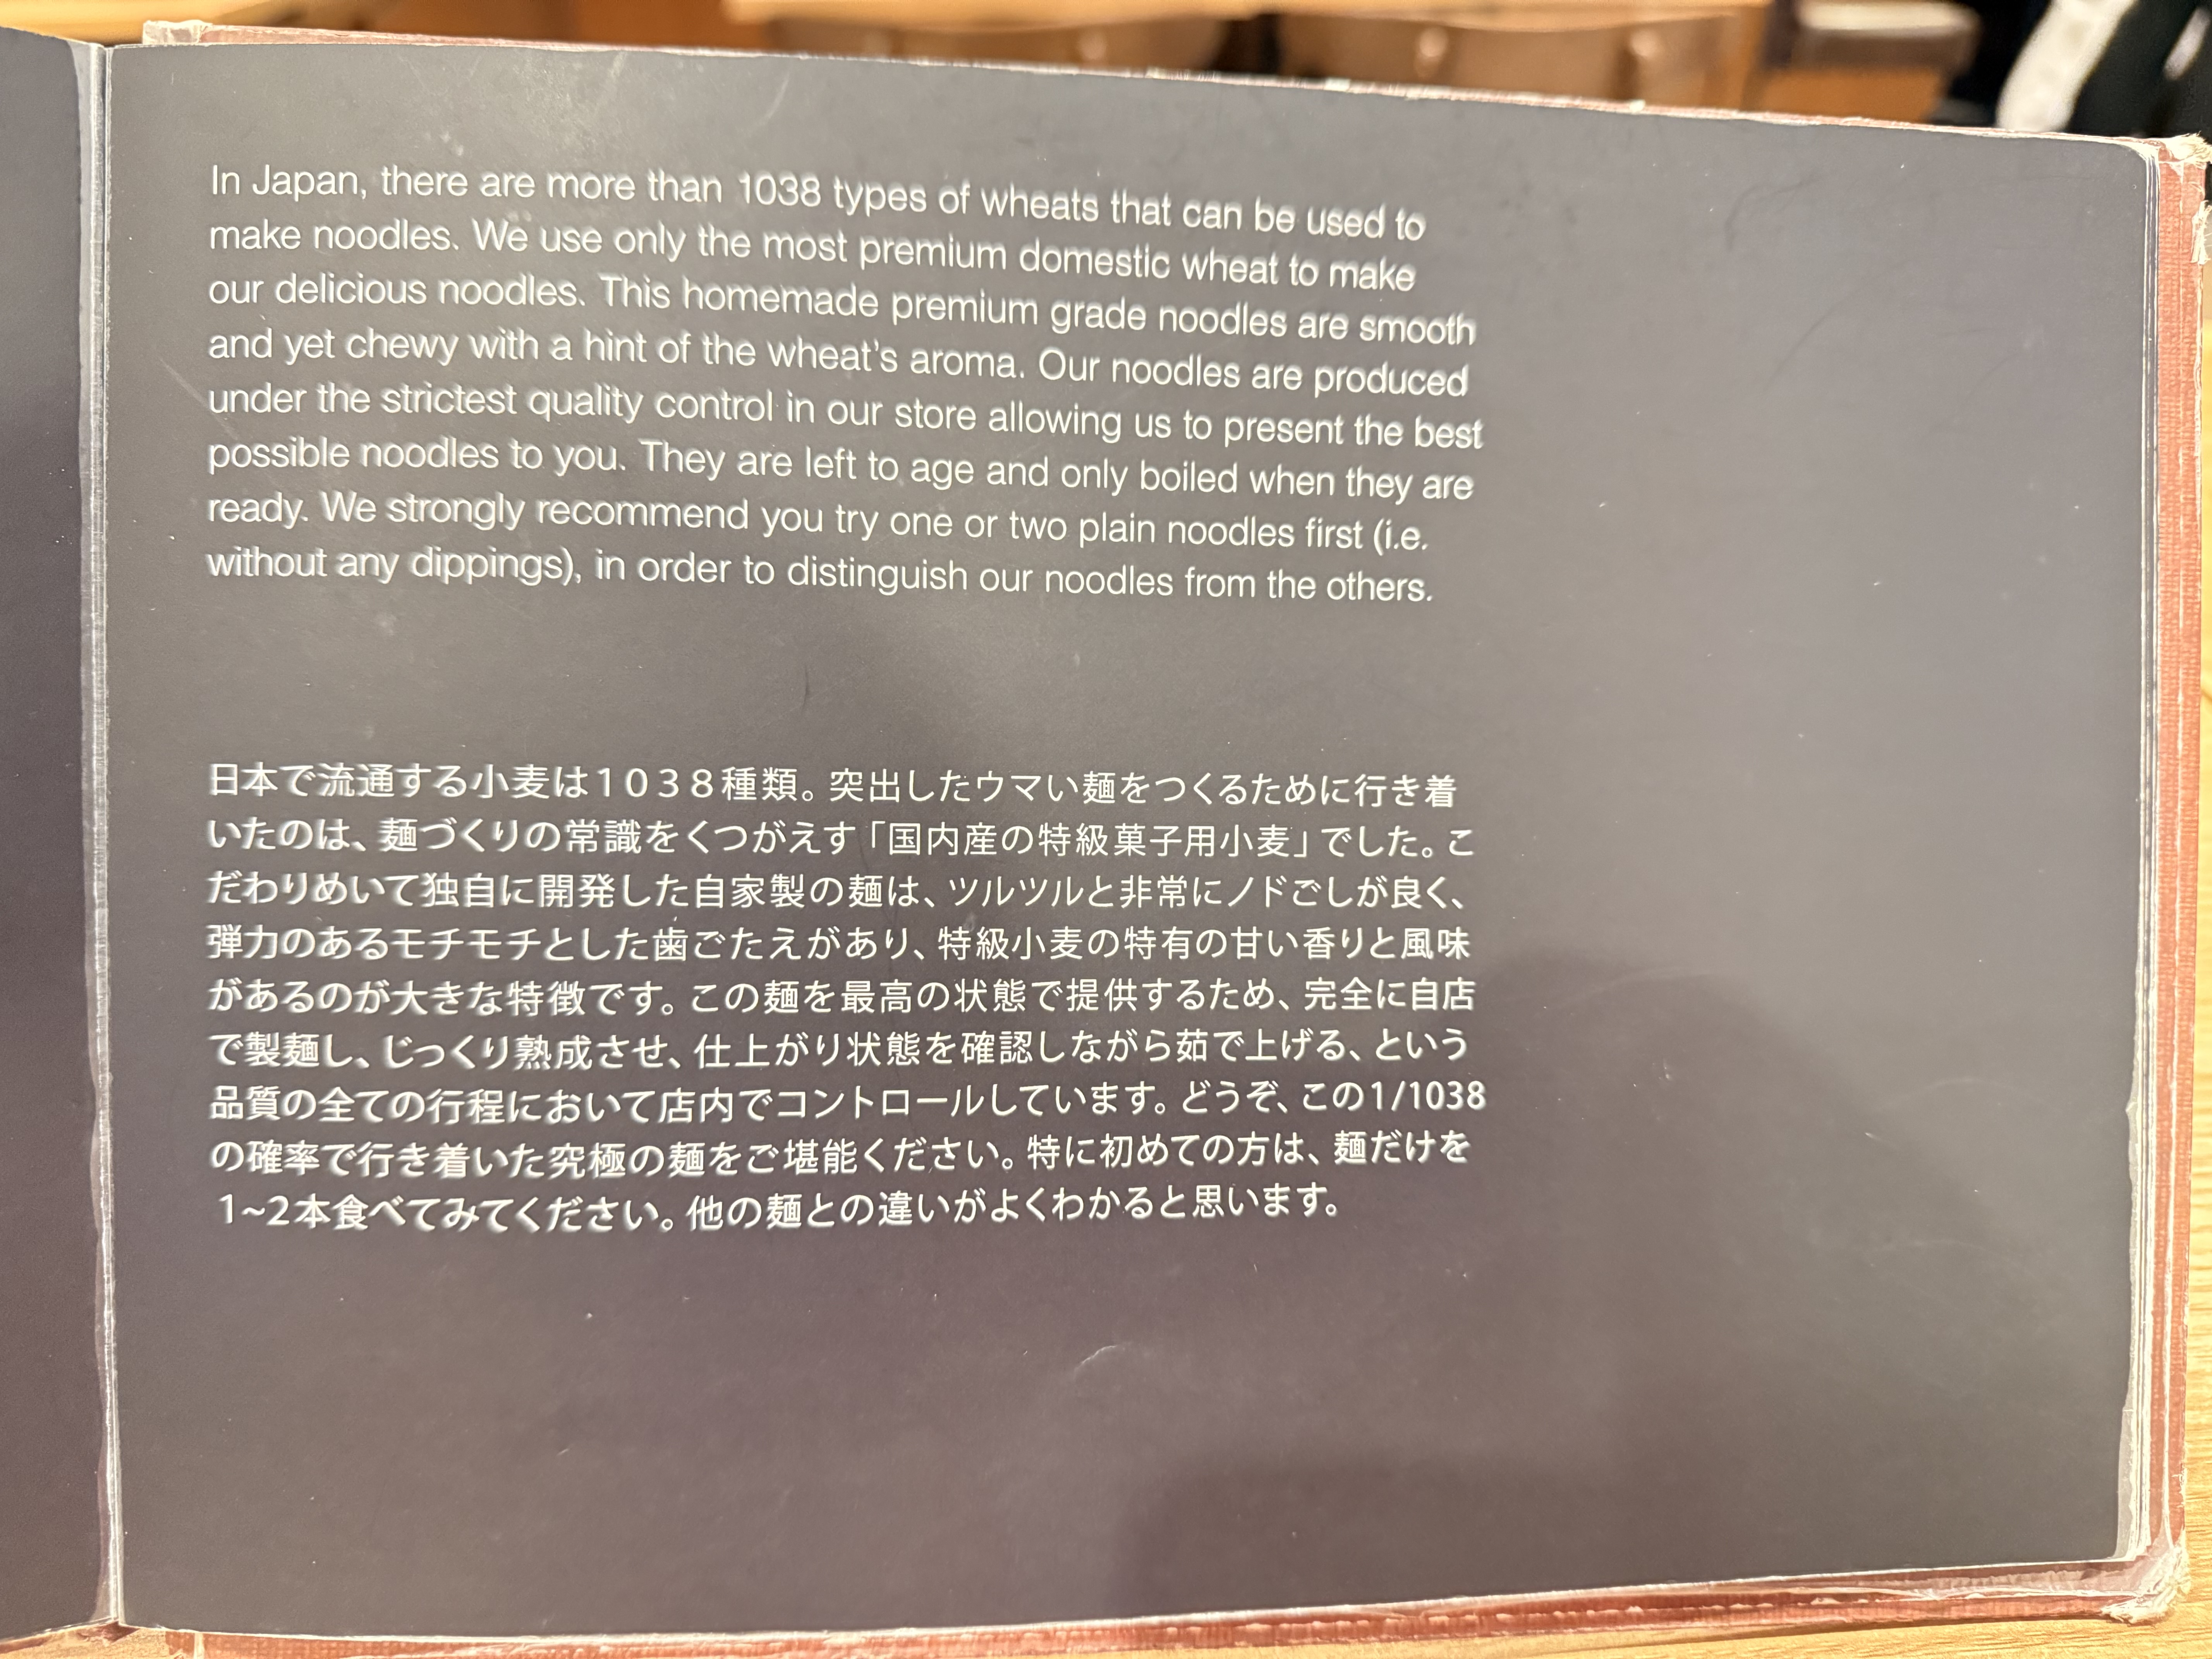 In Japan, there are more than 1038 types of wheats that can be used to
make noodles. We use only the most premium domestic wheat to make
our delicious noodles. This homemade premium grade noodles are smooth
and yet chewy with a hint of the wheat's aroma. Our noodles are produced
under the strictest quality control in our store allowing us to present the best
possible noodles to you. They are left to age and only boiled when they are
ready. We strongly recommend you try one or two plain noodles first (i.e.
without any dippings), in order to distinguish our noodles from the others.
日本で流通する小麦は1038種類。突出したウマい麺をつくるために行き着
いたのは、麺づくりの常識をくつがえす「国内産の特級菓子用小麦」でした。こ
だわりめいて独自に開発した自家製の麺は、ツルツルと非常にノドごしが良く、
弾力のあるモチモチとした歯ごたえがあり、特級小麦の特有の甘い香りと風味
があるのが大きな特徴です。この麺を最高の状態で提供するため、完全に自店
で製麺し、じっくり熟成させ、仕上がり状態を確認しながら茹で上げる、という
品質の全ての行程において店内でコントロールしています。どうぞ、この1/1038
の確率で行き着いた究極の麺をご堪能ください。特に初めての方は、麺だけを
1~2本食べてみてください。他の麺との違いがよくわかると思います。